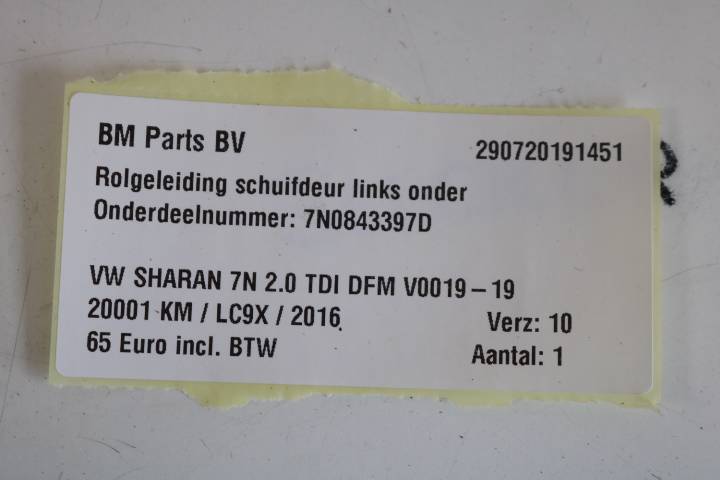 BM Parts BV 290720191451
Rolgeleiding schuifdeur links onder
Onderdeelnummer: 7N0843397D
VW SHARAN 7N 2.0 TDI DFM V0019-19
20001 KM / LC9X / 2016 Verz: 10
65 Euro incl. BTW Aantal: 1